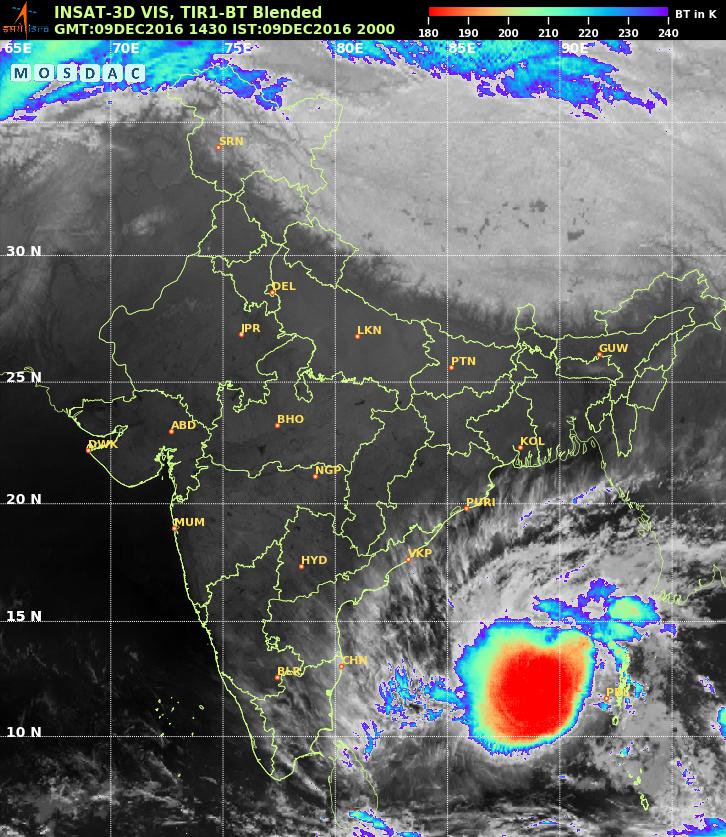 INSAT-3D VIS, TIR1-BT Blended
GMT:09DEC2016 1430 IST:09DEC2016 2000
BT in K
180 190 200 210 220 230 240
65E 70E 75E 80E 85E 90E
MOSDAC
SRN
30 N
DEL
JPR
LKN
GUW
PTN
25 N
ABD
BHO
DWK
KOL
NGP
20 N
PURI
MUM
VKP
HYD
15 N
CHN
BLR
10 N